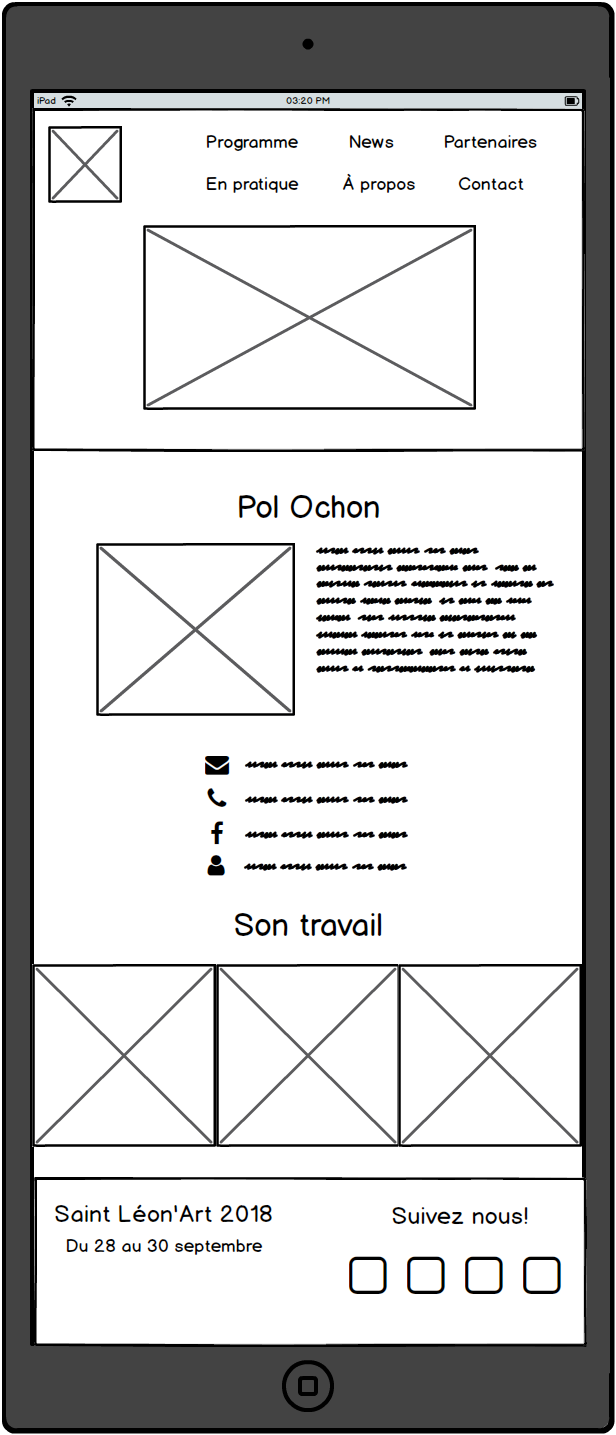 iPad 03:20 PM
Programme News Partenaires
En pratique À propos Contact
Pol Ochon
Son travail
Saint Léon'Art 2018
Suivez nous!
Du 28 au 30 septembre